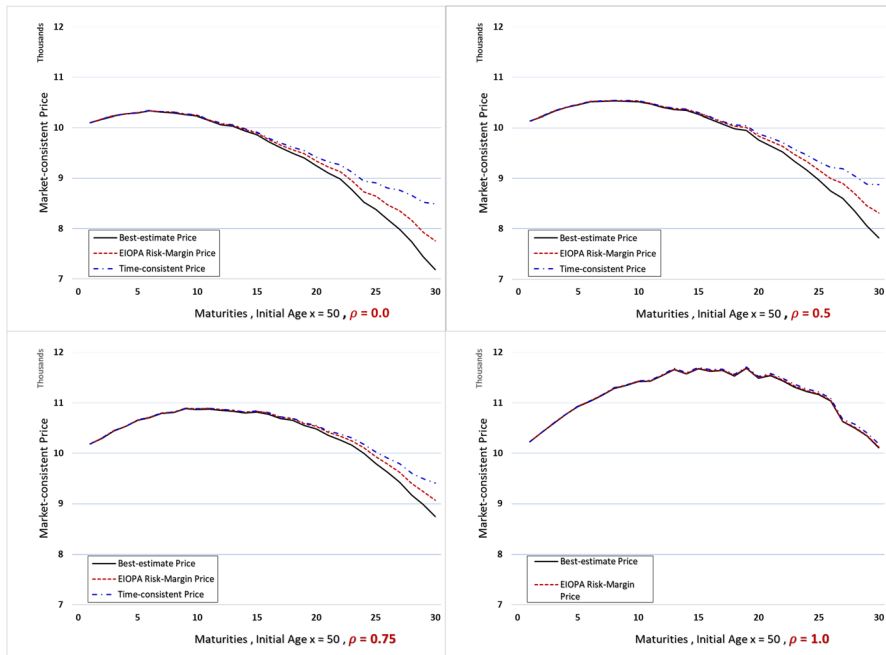 12
11
10
9
8
7
Thousands
Market-consistent Price
Best-estimate Price
EIOPA Risk-Margin Price
Time-consistent Price
0 5 10 15 20 25 30
Maturities , Initial Age x = 50 , ρ = 0.0
12
11
10
9
8
7
Thousands
Market-consistent Price
Best-estimate Price
EIOPA Risk-Margin Price
Time-consistent Price
0 5 10 15 20 25 30
Maturities , Initial Age x = 50 , ρ = 0.5
12
11
10
9
8
7
Thousands
Market-consistent Price
Best-estimate Price
EIOPA Risk-Margin Price
Time-consistent Price
0 5 10 15 20 25 30
Maturities , Initial Age x = 50 , ρ = 0.75
12
11
10
9
8
7
Thousands
Market-consistent Price
Best-estimate Price
EIOPA Risk-Margin
Price
0 5 10 15 20 25 30
Maturities , Initial Age x = 50 , ρ = 1.0